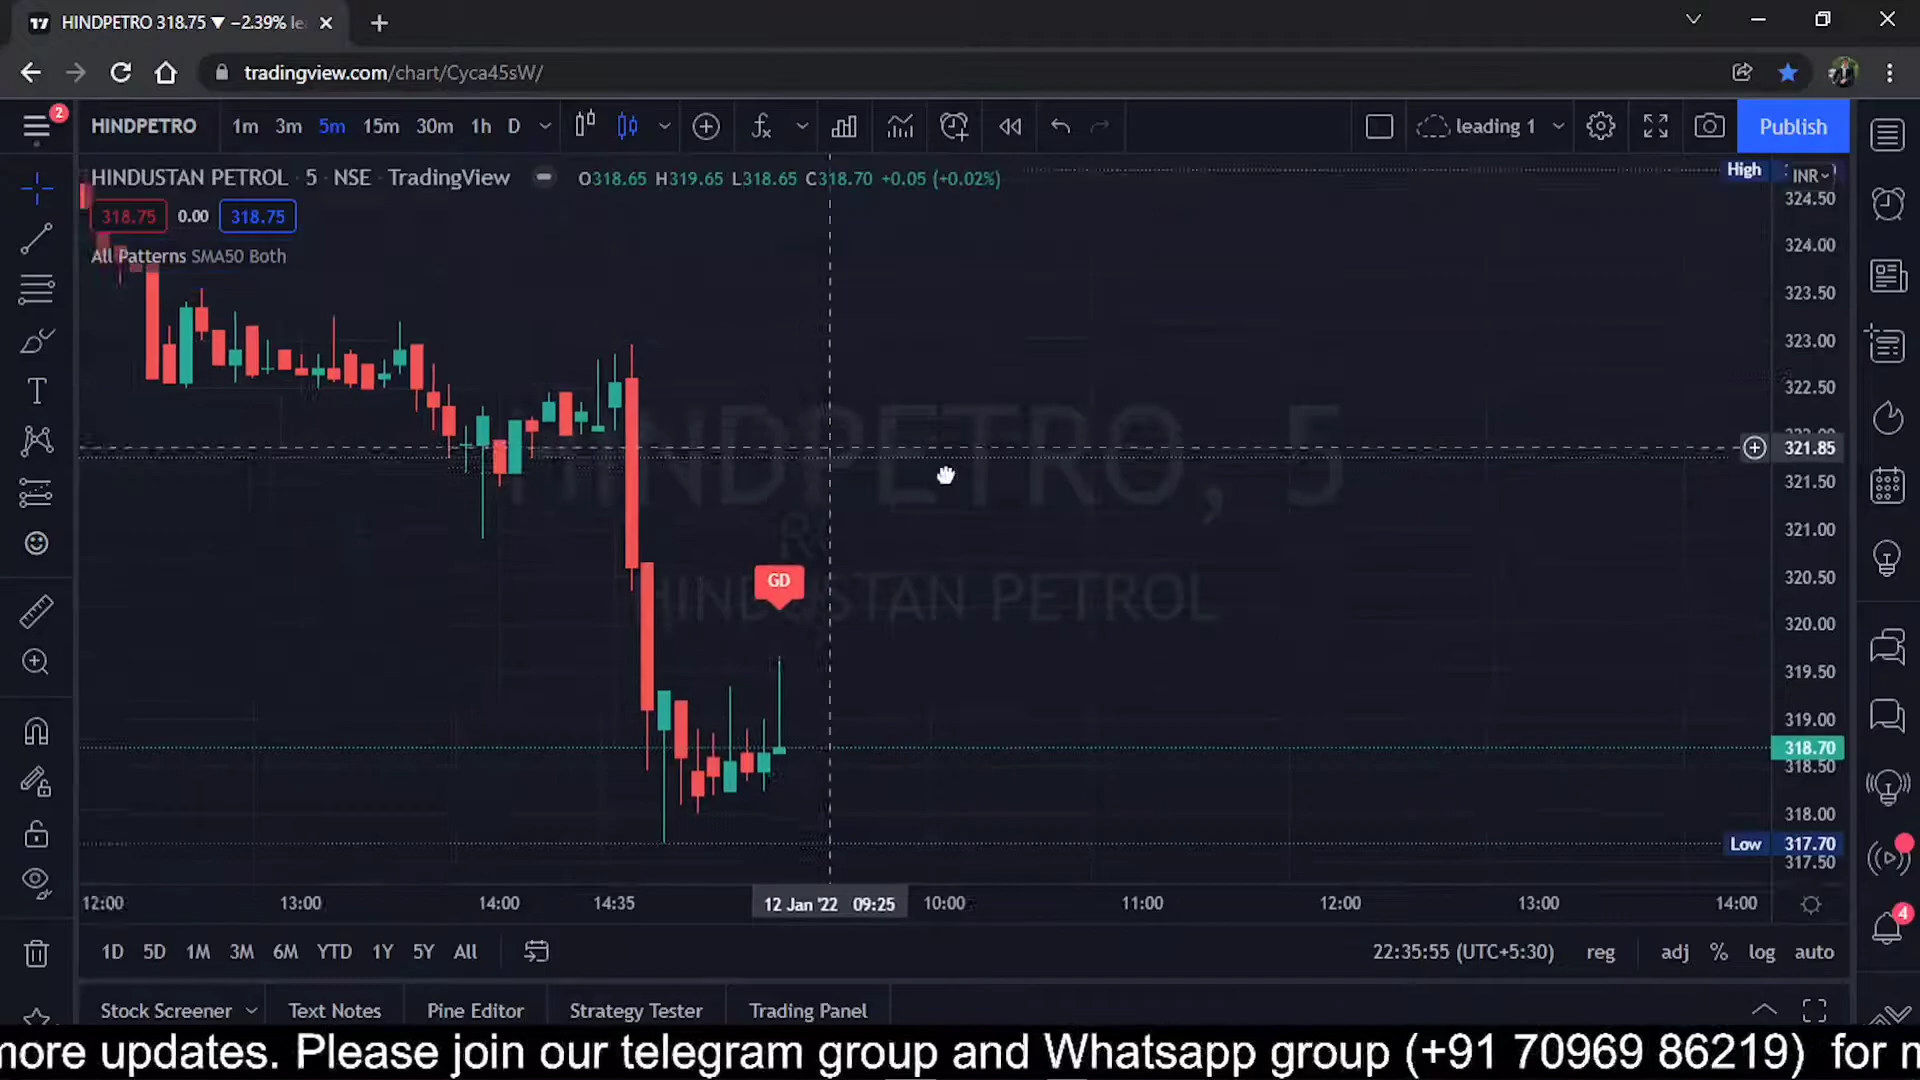 HINDPETRO 318.75 ▼ −2.39% le
tradingview.com/chart/Cyca45sW/
2
HINDPETRO 1m 3m 5m 15m 30m 1h D leading 1 Publish
HINDUSTAN PETROL · 5 · NSE · TradingView O318.65 H319.65 L318.65 C318.70 +0.05 (+0.02%)
High
INR
318.75 0.00 318.75
All Patterns SMA50 Both
324.50
324.00
323.50
323.00
322.50
322.00
321.85
321.50
321.00
320.50
320.00
319.50
319.00
318.70
318.50
318.00
Low 317.70
317.50
HINDPETRO, 5
HINDUSTAN PETROL
GD
12:00 13:00 14:00 14:35 12 Jan '22 09:25 10:00 11:00 12:00 13:00 14:00
4
1D 5D 1M 3M 6M YTD 1Y 5Y All 22:35:55 (UTC+5:30) reg adj % log auto
Stock Screener Text Notes Pine Editor Strategy Tester Trading Panel
more updates. Please join our telegram group and Whatsapp group (+91 70969 86219) for m